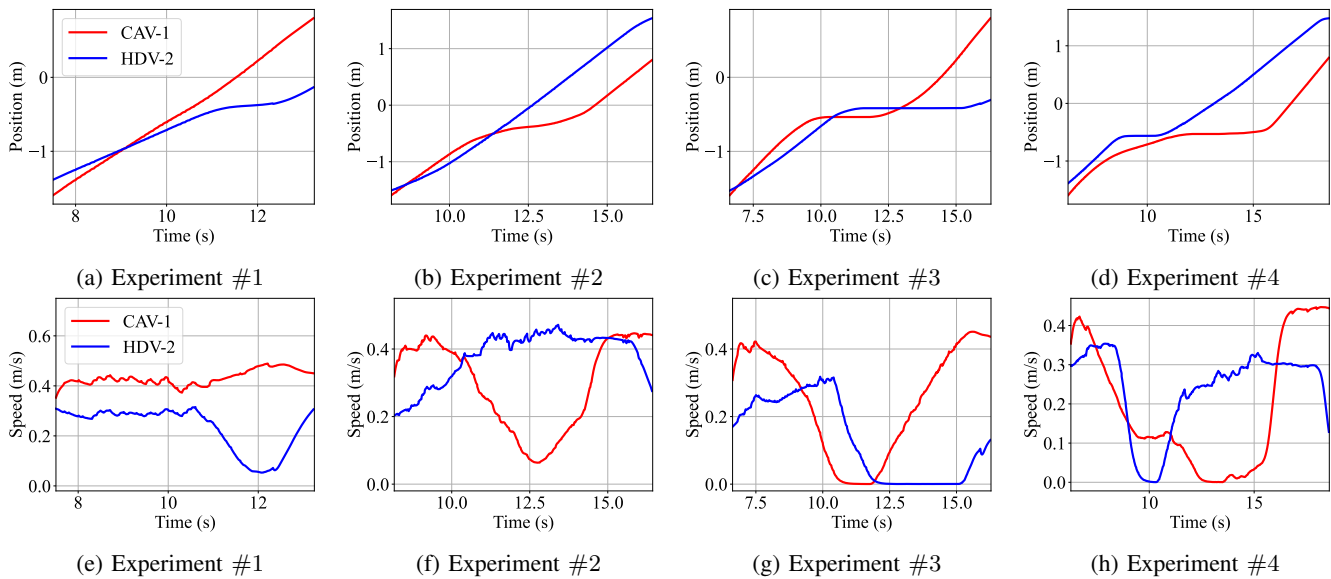 CAV-1
HDV-2
Position (m)
0
−1
8
10
12
Time (s)
(a) Experiment #1
Position (m)
1
0
−1
10.0
12.5
15.0
Time (s)
(b) Experiment #2
Position (m)
0
−1
7.5
10.0
12.5
15.0
Time (s)
(c) Experiment #3
Position (m)
1
0
−1
10
15
Time (s)
(d) Experiment #4
CAV-1
HDV-2
Speed (m/s)
0.6
0.4
0.2
0.0
8
10
12
Time (s)
(e) Experiment #1
Speed (m/s)
0.4
0.2
0.0
10.0
12.5
15.0
Time (s)
(f) Experiment #2
Speed (m/s)
0.4
0.2
0.0
7.5
10.0
12.5
15.0
Time (s)
(g) Experiment #3
Speed (m/s)
0.4
0.3
0.2
0.1
0.0
10
15
Time (s)
(h) Experiment #4